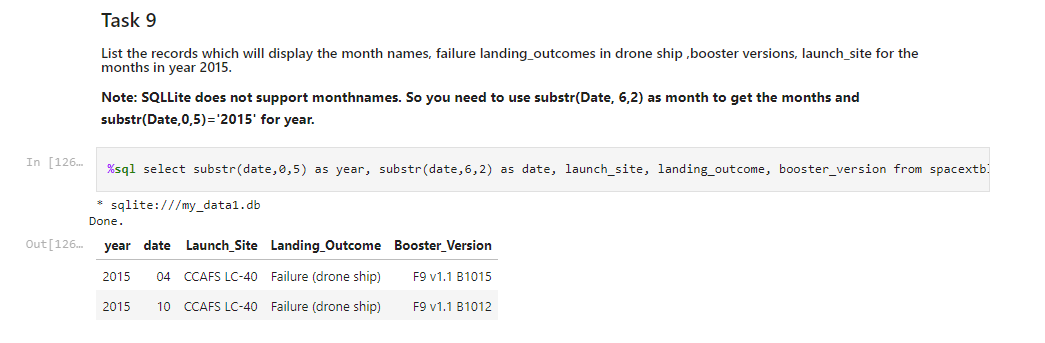 Task 9
List the records which will display the month names, failure landing_outcomes in drone ship ,booster versions, launch_site for the
months in year 2015.
Note: SQLLite does not support monthnames. So you need to use substr(Date, 6,2) as month to get the months and
substr(Date,0,5)='2015' for year.
In [126…
%sql select substr(date,0,5) as year, substr(date,6,2) as date, launch_site, landing_outcome, booster_version from spacextbl
* sqlite:///my_data1.db
Done.
Out[126…
year date Launch_Site Landing_Outcome Booster_Version
2015 04 CCAFS LC-40 Failure (drone ship) F9 v1.1 B1015
2015 10 CCAFS LC-40 Failure (drone ship) F9 v1.1 B1012